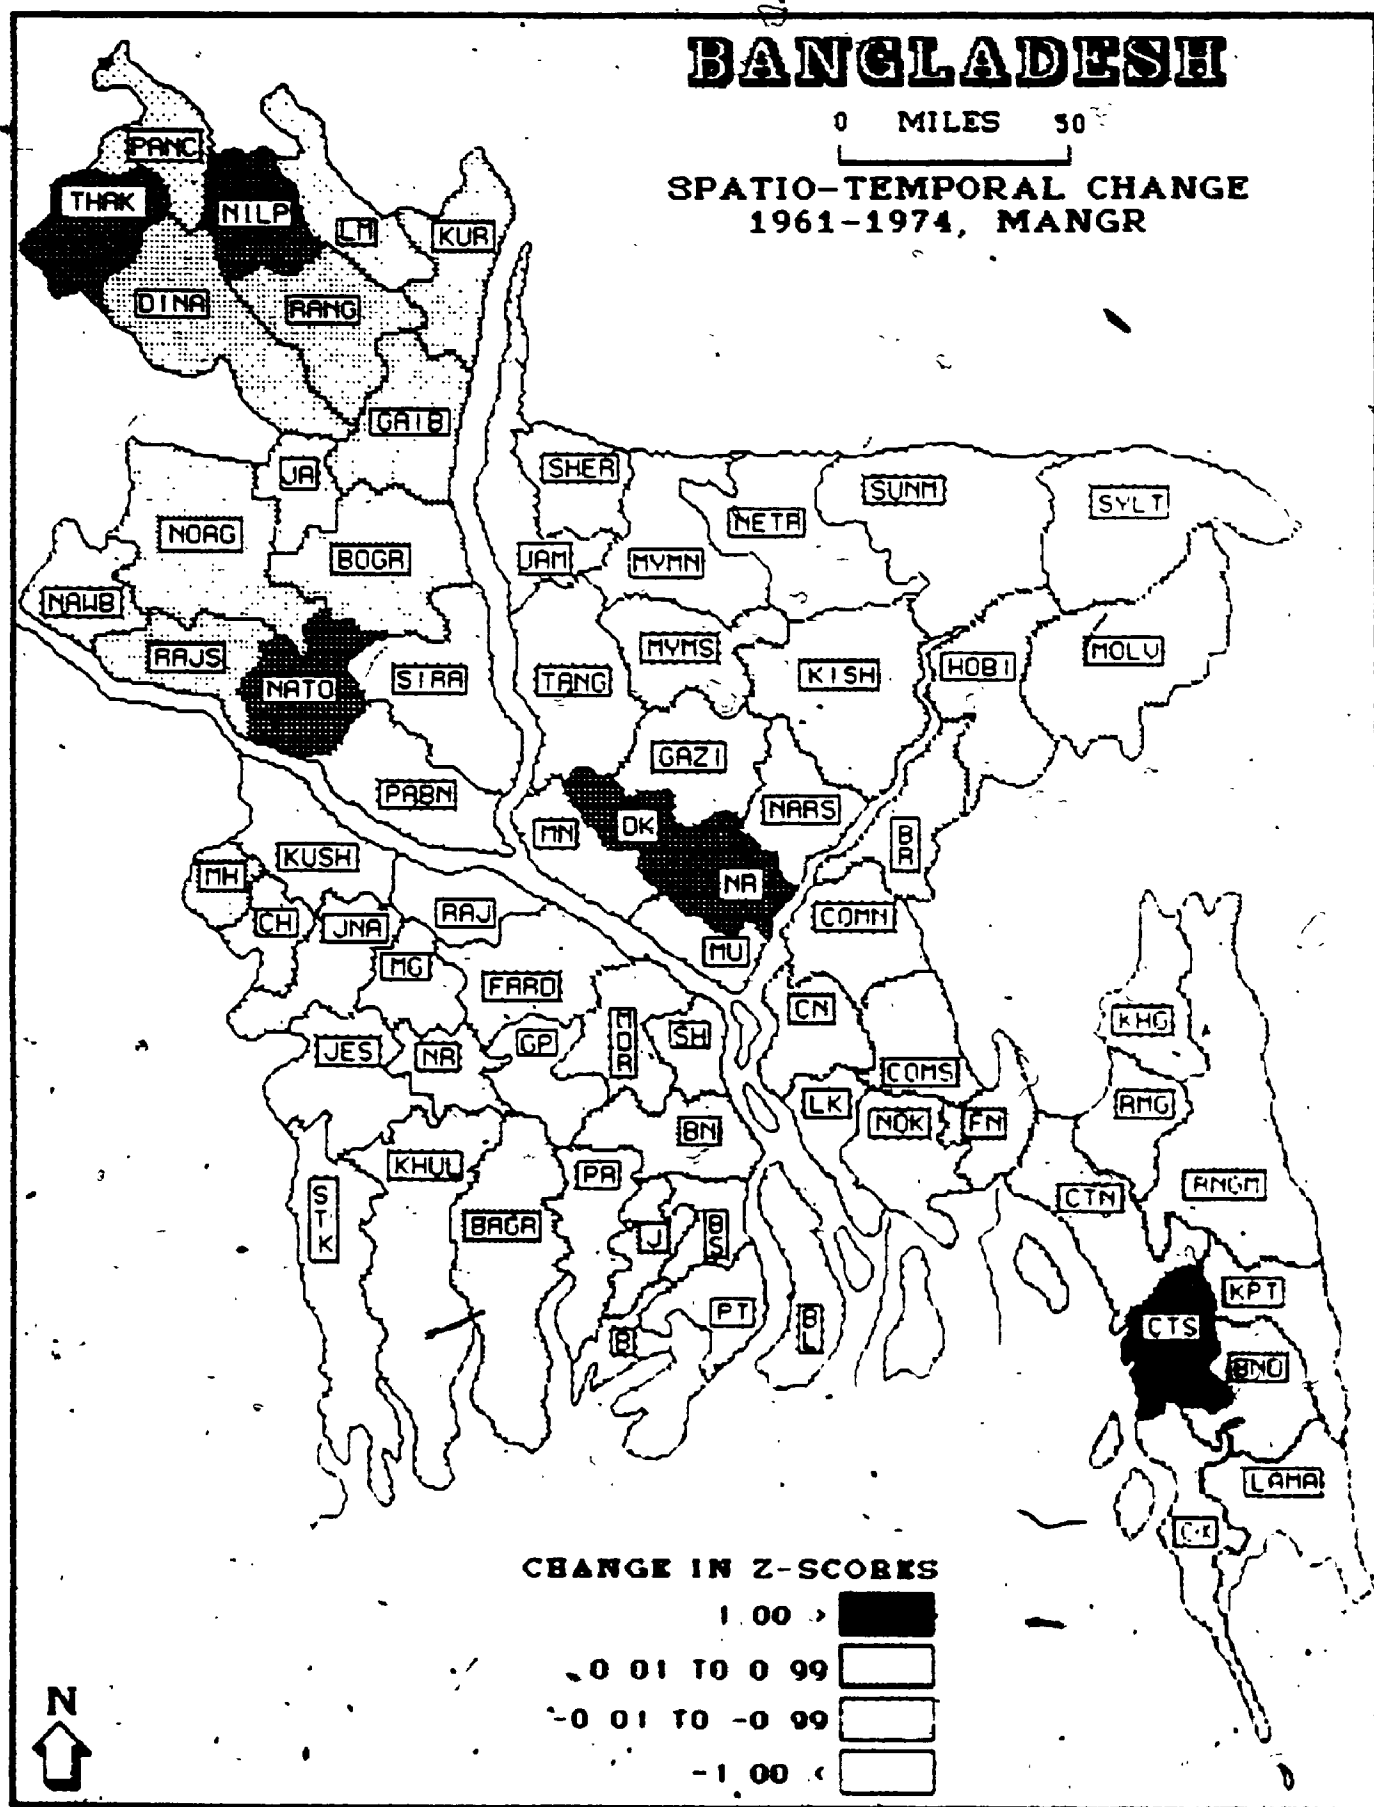 BANGLADESH
0 MILES 50
SPATIO-TEMPORAL CHANGE
1961-1974, MANGR
PANC
THAK
NILP
LM
KUR
DINA
RANG
GAIB
JA
SHER
SUNM
SYLT
NETR
NORG
BOGR
JAM
MYMN
NAWB
RAJS
MYMS
KISH
HOBI
MOLV
NATO
SIRA
TANG
GAZI
PABN
DK
NARS
MN
BR
KUSH
MH
NR
CH
JNA
RAJ
COMN
MU
MG
FARD
CN
KHG
MDR
SH
GP
JES
NR
COMS
LK
NOK
FN
RMG
BN
KHUL
PR
STK
CTN
RNGM
BAGR
J
BS
KPT
PT
CTS
B
BL
BND
LAMA
CX
CHANGE IN Z-SCORES
1.00 >
0 01 TO 0 99
-0 01 TO -0 99
-1 00 <
N